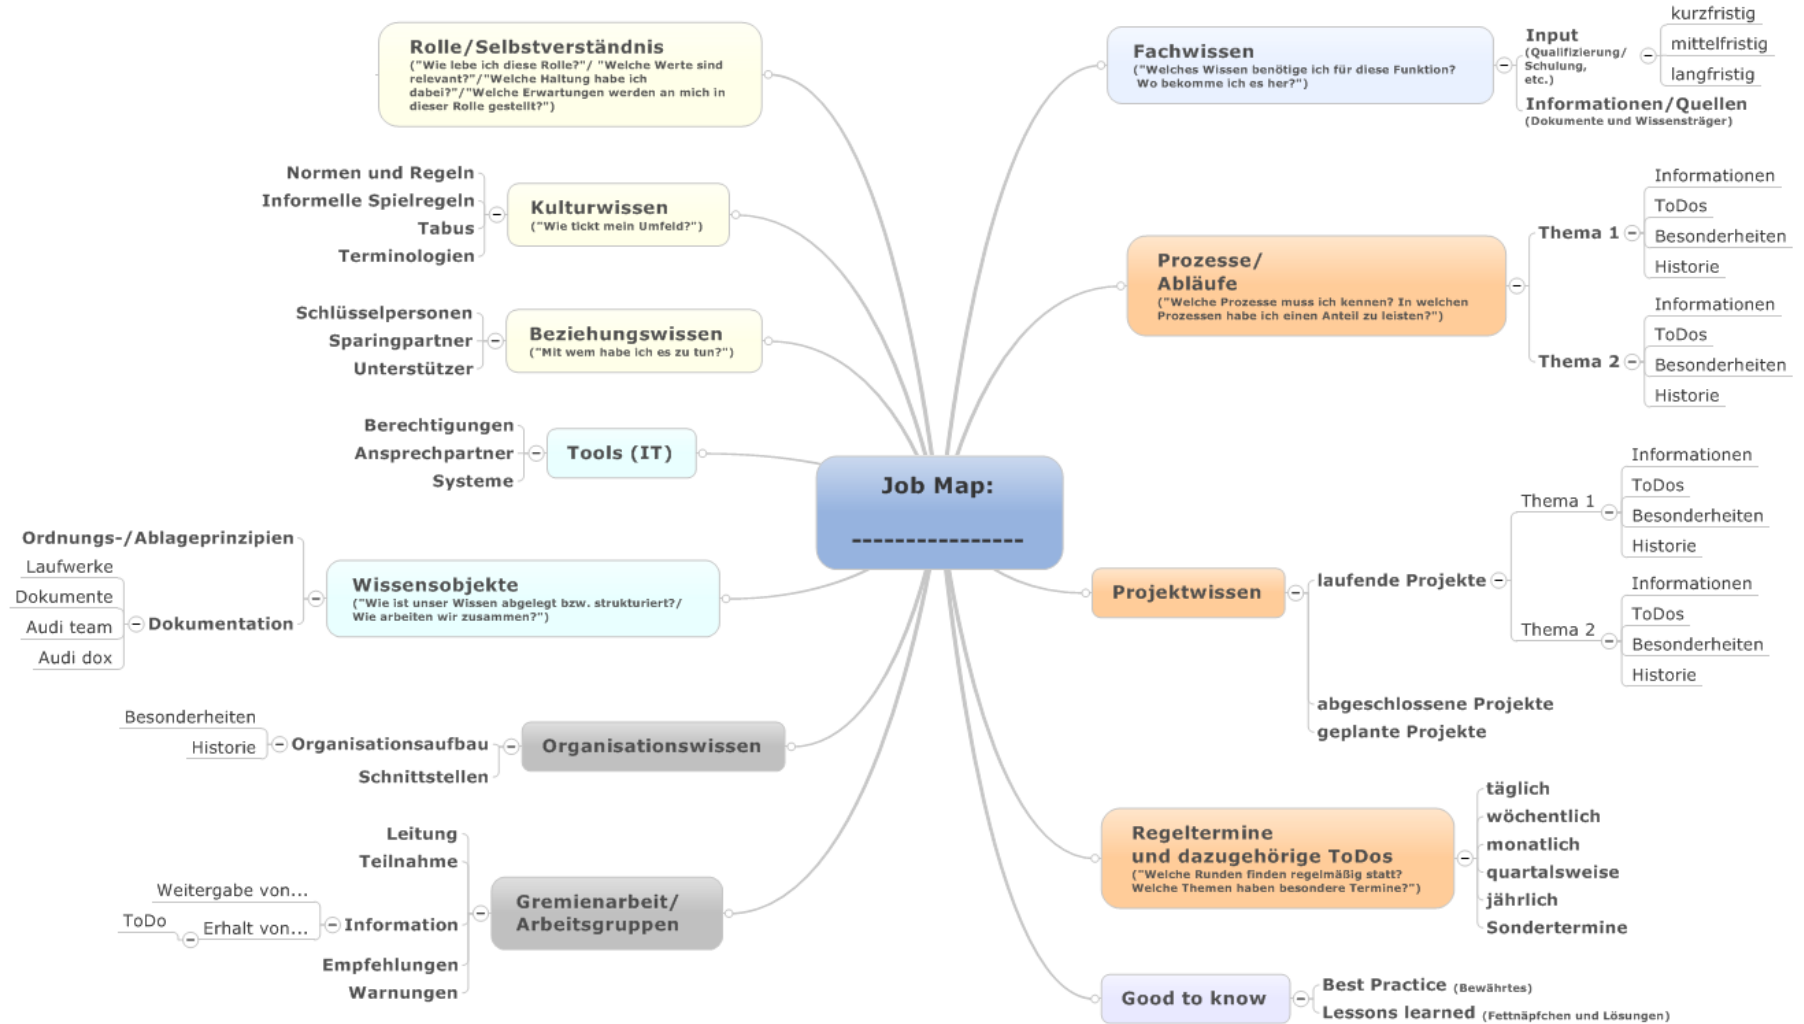 Job Map:
----------------
Rolle/Selbstverständnis
("Wie lebe ich diese Rolle?"/ "Welche Werte sind
relevant?"/"Welche Haltung habe ich
dabei?"/"Welche Erwartungen werden an mich in
dieser Rolle gestellt?")
Kulturwissen
("Wie tickt mein Umfeld?")
Normen und Regeln
Informelle Spielregeln
Tabus
Terminologien
Beziehungswissen
("Mit wem habe ich es zu tun?")
Schlüsselpersonen
Sparingpartner
Unterstützer
Tools (IT)
Berechtigungen
Ansprechpartner
Systeme
Wissensobjekte
("Wie ist unser Wissen abgelegt bzw. strukturiert?/
Wie arbeiten wir zusammen?")
Ordnungs-/Ablageprinzipien
Dokumentation
Laufwerke
Dokumente
Audi team
Audi dox
Organisationswissen
Organisationsaufbau
Besonderheiten
Historie
Schnittstellen
Gremienarbeit/
Arbeitsgruppen
Leitung
Teilnahme
Information
Weitergabe von...
Erhalt von...
ToDo
Empfehlungen
Warnungen
Fachwissen
("Welches Wissen benötige ich für diese Funktion?
Wo bekomme ich es her?")
Input
(Qualifizierung/
Schulung,
etc.)
kurzfristig
mittelfristig
langfristig
Informationen/Quellen
(Dokumente und Wissensträger)
Prozesse/
Abläufe
("Welche Prozesse muss ich kennen? In welchen
Prozessen habe ich einen Anteil zu leisten?")
Thema 1
Informationen
ToDos
Besonderheiten
Historie
Thema 2
Informationen
ToDos
Besonderheiten
Historie
Projektwissen
laufende Projekte
Thema 1
Informationen
ToDos
Besonderheiten
Historie
Thema 2
Informationen
ToDos
Besonderheiten
Historie
abgeschlossene Projekte
geplante Projekte
Regeltermine
und dazugehörige ToDos
("Welche Runden finden regelmäßig statt?
Welche Themen haben besondere Termine?")
täglich
wöchentlich
monatlich
quartalsweise
jährlich
Sondertermine
Good to know
Best Practice (Bewährtes)
Lessons learned (Fettnäpfchen und Lösungen)